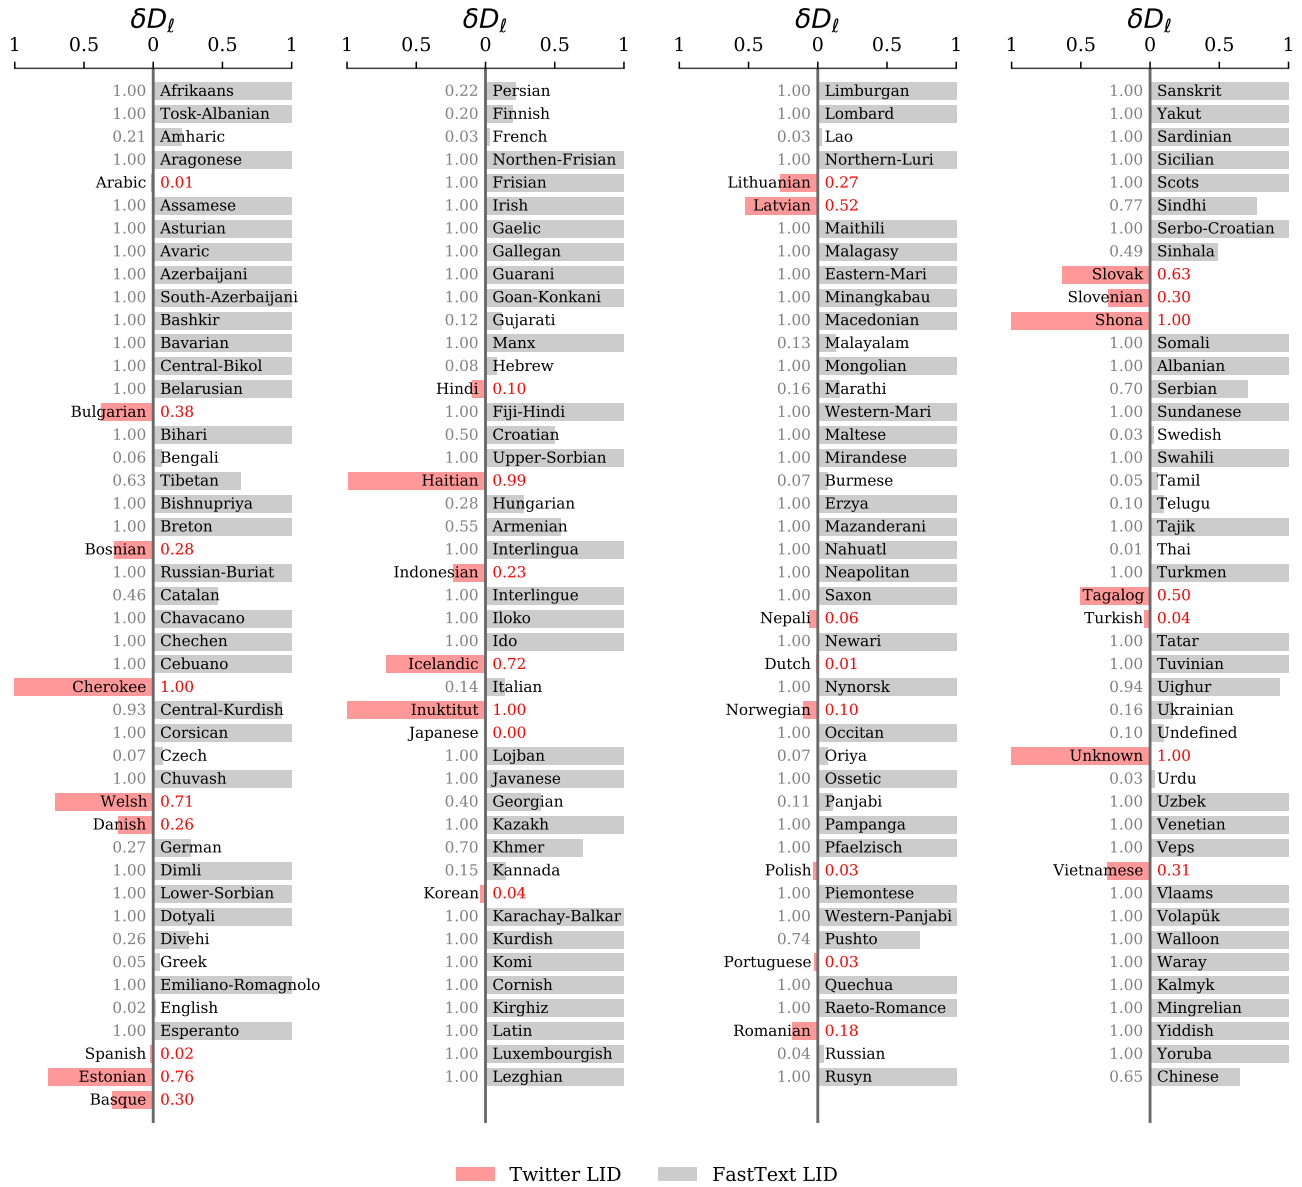 δDℓ
1 0.5 0 0.5 1
1.00 Afrikaans
1.00 Tosk-Albanian
0.21 Amharic
1.00 Aragonese
Arabic 0.01
1.00 Assamese
1.00 Asturian
1.00 Avaric
1.00 Azerbaijani
1.00 South-Azerbaijani
1.00 Bashkir
1.00 Bavarian
1.00 Central-Bikol
1.00 Belarusian
Bulgarian 0.38
1.00 Bihari
0.06 Bengali
0.63 Tibetan
1.00 Bishnupriya
1.00 Breton
Bosnian 0.28
1.00 Russian-Buriat
0.46 Catalan
1.00 Chavacano
1.00 Chechen
1.00 Cebuano
Cherokee 1.00
0.93 Central-Kurdish
1.00 Corsican
0.07 Czech
1.00 Chuvash
Welsh 0.71
Danish 0.26
0.27 German
1.00 Dimli
1.00 Lower-Sorbian
1.00 Dotyali
0.26 Divehi
0.05 Greek
1.00 Emiliano-Romagnolo
0.02 English
1.00 Esperanto
Spanish 0.02
Estonian 0.76
Basque 0.30
δDℓ
1 0.5 0 0.5 1
0.22 Persian
0.20 Finnish
0.03 French
1.00 Northen-Frisian
1.00 Frisian
1.00 Irish
1.00 Gaelic
1.00 Gallegan
1.00 Guarani
1.00 Goan-Konkani
0.12 Gujarati
1.00 Manx
0.08 Hebrew
Hindi 0.10
1.00 Fiji-Hindi
0.50 Croatian
1.00 Upper-Sorbian
Haitian 0.99
0.28 Hungarian
0.55 Armenian
1.00 Interlingua
Indonesian 0.23
1.00 Interlingue
1.00 Iloko
1.00 Ido
Icelandic 0.72
0.14 Italian
Inuktitut 1.00
Japanese 0.00
1.00 Lojban
1.00 Javanese
0.40 Georgian
1.00 Kazakh
0.70 Khmer
0.15 Kannada
Korean 0.04
1.00 Karachay-Balkar
1.00 Kurdish
1.00 Komi
1.00 Cornish
1.00 Kirghiz
1.00 Latin
1.00 Luxembourgish
1.00 Lezghian
δDℓ
1 0.5 0 0.5 1
1.00 Limburgan
1.00 Lombard
0.03 Lao
1.00 Northern-Luri
Lithuanian 0.27
Latvian 0.52
1.00 Maithili
1.00 Malagasy
1.00 Eastern-Mari
1.00 Minangkabau
1.00 Macedonian
0.13 Malayalam
1.00 Mongolian
0.16 Marathi
1.00 Western-Mari
1.00 Maltese
1.00 Mirandese
0.07 Burmese
1.00 Erzya
1.00 Mazanderani
1.00 Nahuatl
1.00 Neapolitan
1.00 Saxon
Nepali 0.06
1.00 Newari
Dutch 0.01
1.00 Nynorsk
Norwegian 0.10
1.00 Occitan
0.07 Oriya
1.00 Ossetic
0.11 Panjabi
1.00 Pampanga
1.00 Pfaelzisch
Polish 0.03
1.00 Piemontese
1.00 Western-Panjabi
0.74 Pushto
Portuguese 0.03
1.00 Quechua
1.00 Raeto-Romance
Romanian 0.18
0.04 Russian
1.00 Rusyn
δDℓ
1 0.5 0 0.5 1
1.00 Sanskrit
1.00 Yakut
1.00 Sardinian
1.00 Sicilian
1.00 Scots
0.77 Sindhi
1.00 Serbo-Croatian
0.49 Sinhala
Slovak 0.63
Slovenian 0.30
Shona 1.00
1.00 Somali
1.00 Albanian
0.70 Serbian
1.00 Sundanese
0.03 Swedish
1.00 Swahili
0.05 Tamil
0.10 Telugu
1.00 Tajik
0.01 Thai
1.00 Turkmen
Tagalog 0.50
Turkish 0.04
1.00 Tatar
1.00 Tuvinian
0.94 Uighur
0.16 Ukrainian
0.10 Undefined
Unknown 1.00
0.03 Urdu
1.00 Uzbek
1.00 Venetian
1.00 Veps
Vietnamese 0.31
1.00 Vlaams
1.00 Volapük
1.00 Walloon
1.00 Waray
1.00 Kalmyk
1.00 Mingrelian
1.00 Yiddish
1.00 Yoruba
0.65 Chinese
Twitter LID FastText LID